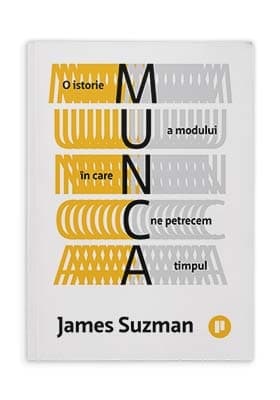 MUNCA
O istorie
a modului
în care
ne petrecem
timpul
James Suzman